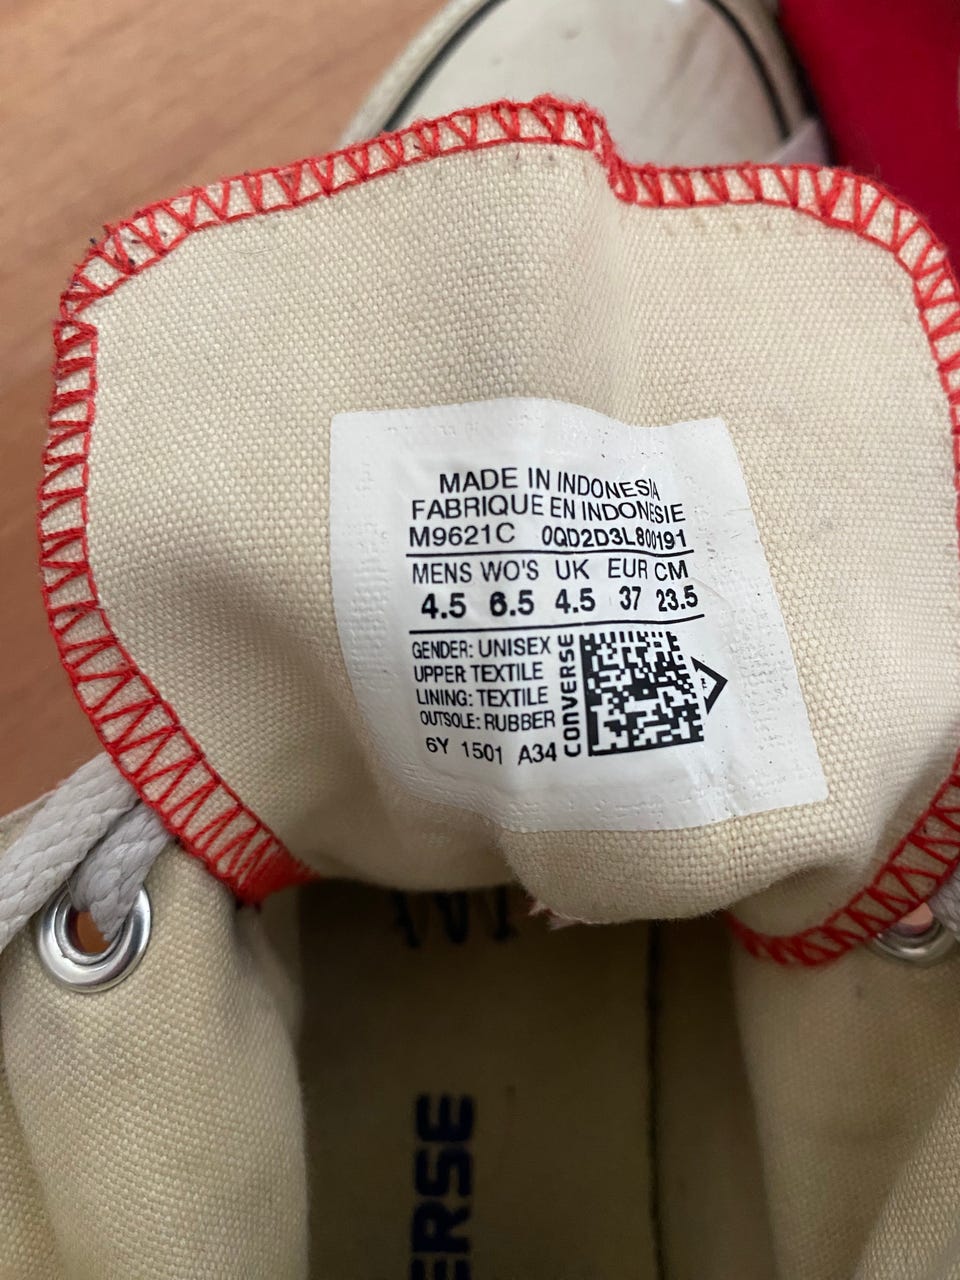 MADE IN INDONESIA
FABRIQUE EN INDONESIE
M9621C 0QD2D3L800191
MENS WO'S UK EUR CM
4.5 6.5 4.5 37 23.5
GENDER: UNISEX
UPPER TEXTILE
LINING: TEXTILE
OUTSOLE: RUBBER
6Y 1501 A34
CONVERSE
ERSE